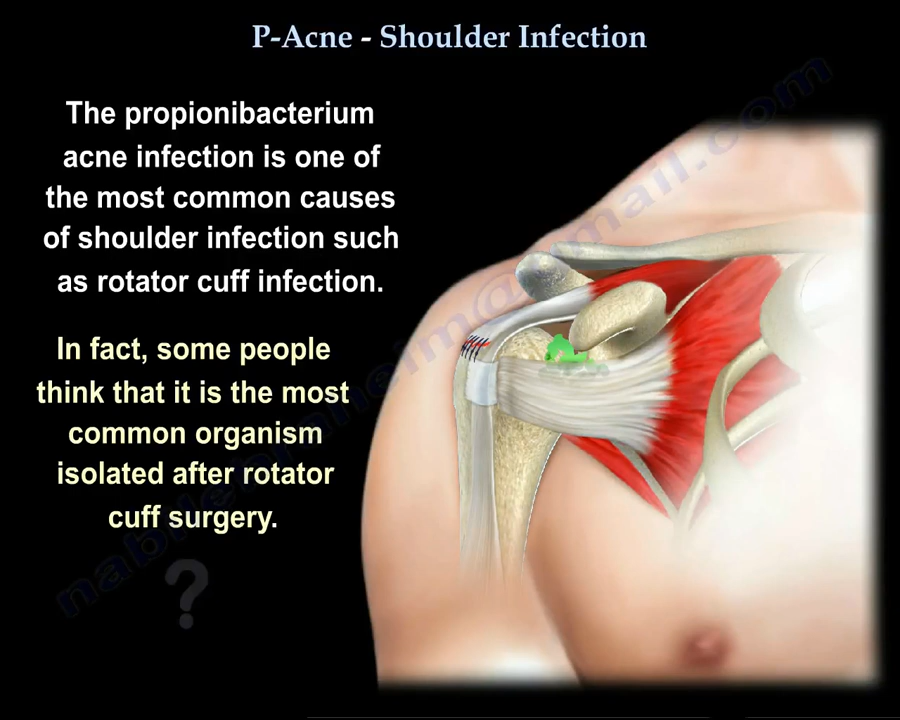 P-Acne - Shoulder Infection
The propionibacterium
acne infection is one of
the most common causes
of shoulder infection such
as rotator cuff infection.
In fact, some people
think that it is the most
common organism
isolated after rotator
cuff surgery.
?